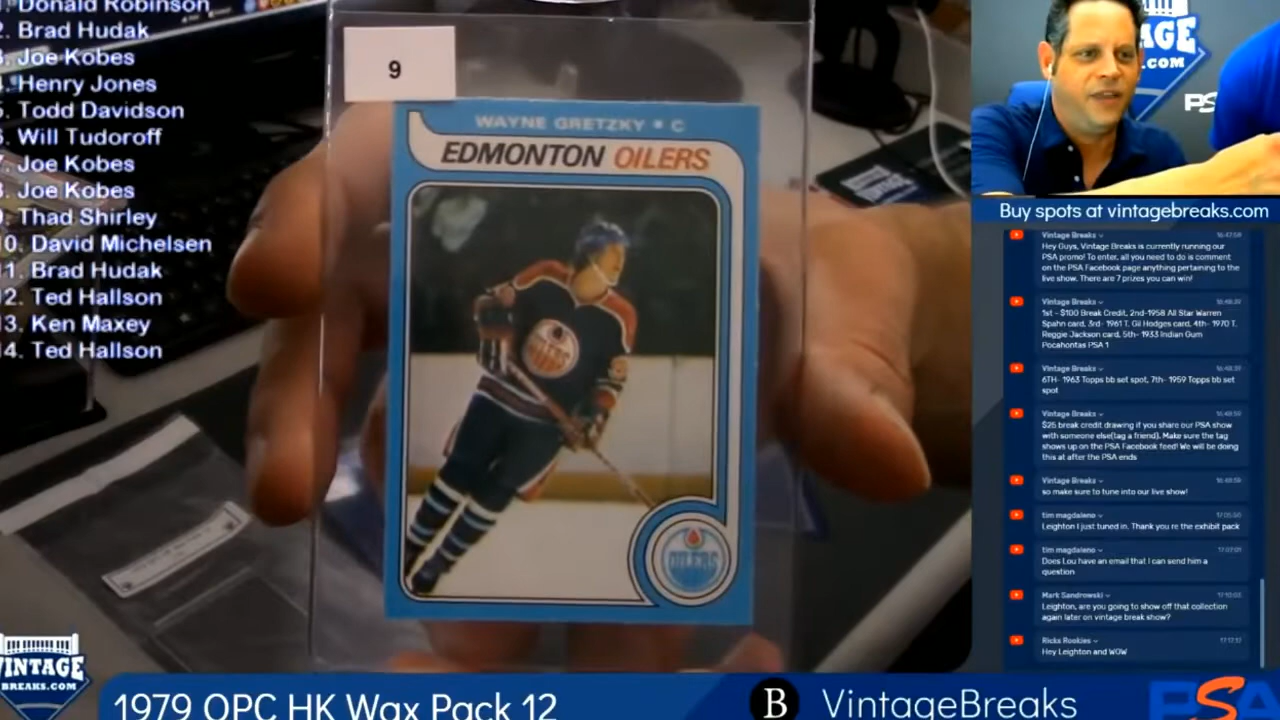 Donald Robinson
Brad Hudak
Joe Kobes
Henry Jones
5. Todd Davidson
Will Tudoroff
7. Joe Kobes
Joe Kobes
Thad Shirley
10. David Michelsen
11. Brad Hudak
12. Ted Hallson
13. Ken Maxey
14. Ted Hallson
9
WAYNE GRETZKY * C
EDMONTON OILERS
OILERS
OILERS
AGE
.COM
PS
Buy spots at vintagebreaks.com
Vintage Breaks
Hey Guys, Vintage Breaks is currently running our
PSA promo! To enter, all you need to do is comment
on the PSA Facebook page anything pertaining to the
live show. There are 7 prizes you can win!
Vintage Breaks
1st - $100 Break Credit, 2nd-1958 All Star Warren
Spahn card, 3rd- 1961 T. Gil Hodges card, 4th- 1970 T.
Reggie Jackson card, 5th- 1933 Indian Gum
Pocahontas PSA 1
Vintage Breaks
6TH- 1963 Topps bb set spot, 7th- 1959 Topps bb set
spot
Vintage Breaks
$25 break credit drawing if you share our PSA show
with someone else(tag a friend). Make sure the tag
shows up on the PSA Facebook feed! We will be doing
this at after the PSA ends
Vintage Breaks
so make sure to tune into our live show!
tim magdaleno
Leighton I just tuned in. Thank you re the exhibit pack
tim magdaleno
Does Lou have an email that I can send him a
question
Mark Sandrowski
Leighton, are you going to show off that collection
again later on vintage break show?
Ricks Rookies 17:17:17
Hey Leighton and WOW
VINTAGE
BREAKS.COM
1979 OPC HK Wax Pack 12
B VintageBreaks
PSA